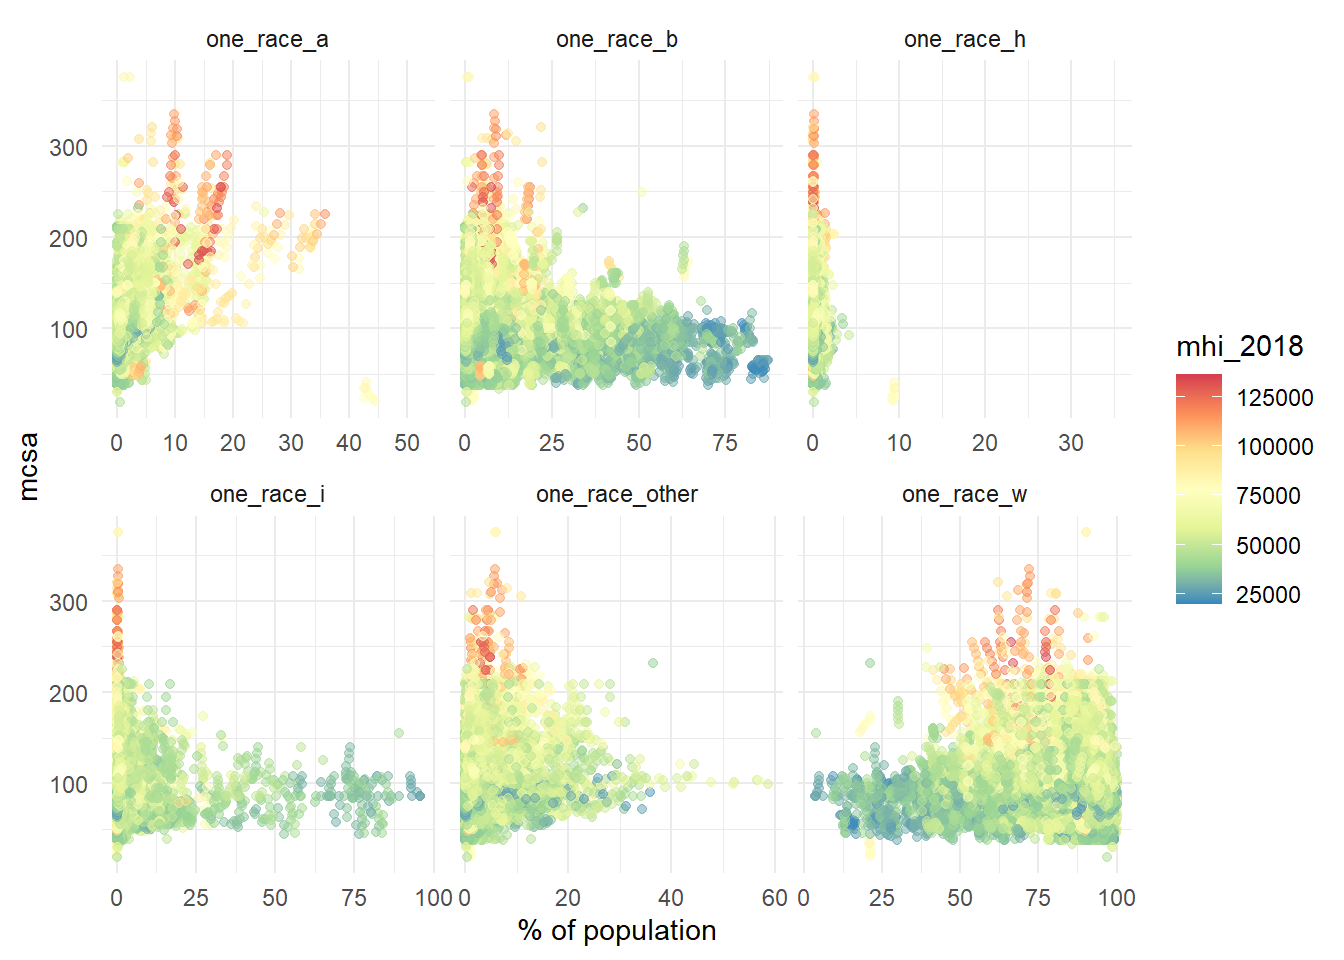 one_race_a one_race_b one_race_h
300
200
100
0 10 20 30 40 50 0 25 50 75 0 10 20 30
mcsa
one_race_i one_race_other one_race_w
300
200
100
0 25 50 75 100 0 20 40 60 0 25 50 75 100
% of population
mhi_2018
125000
100000
75000
50000
25000